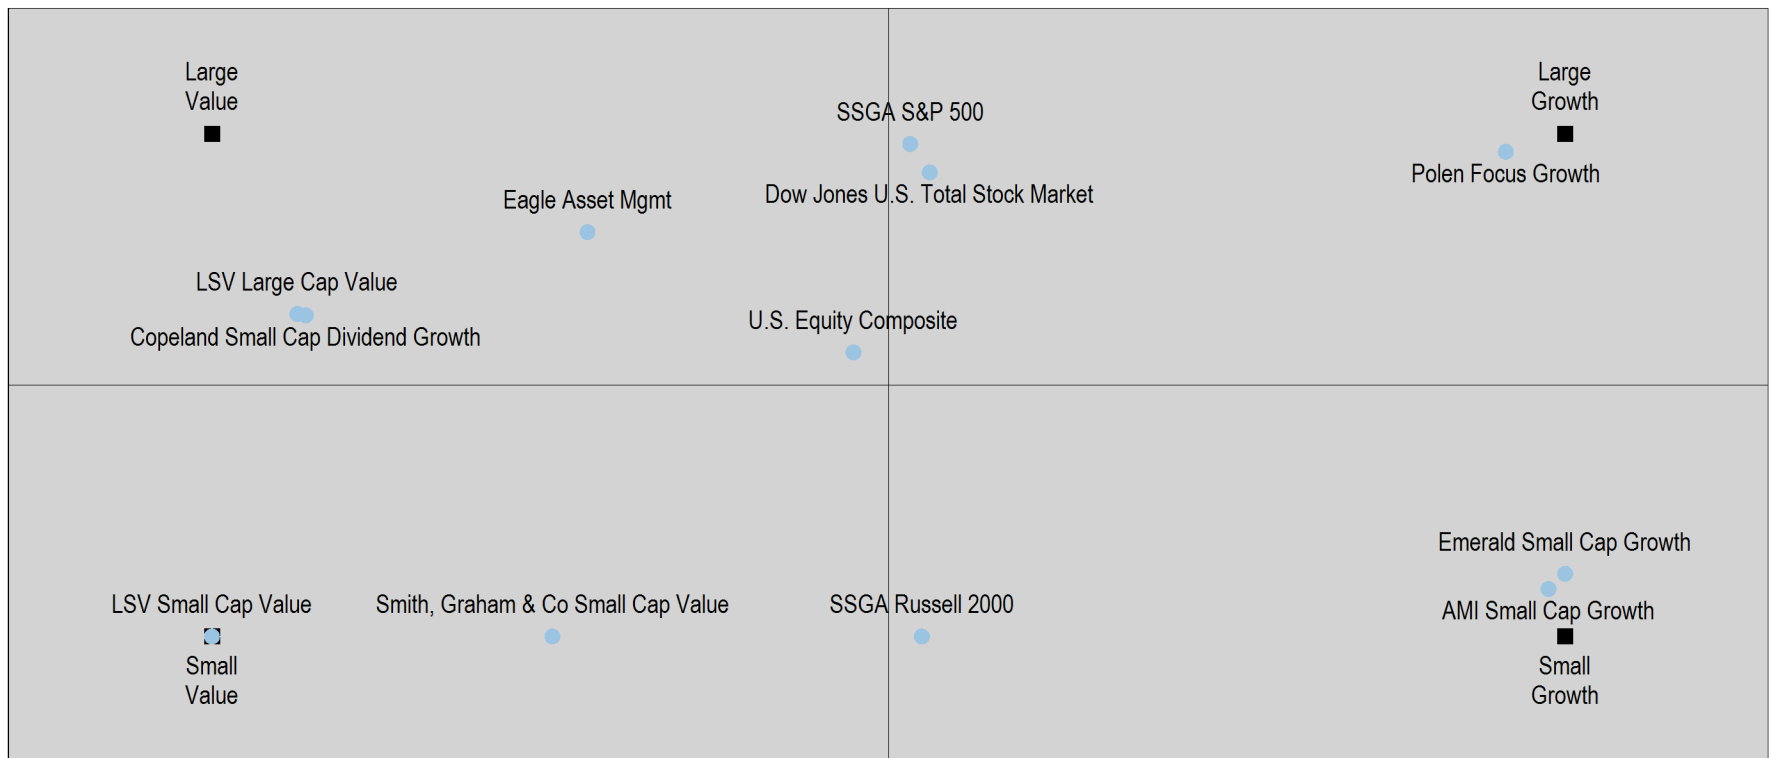 Large
Value
Large
Growth
SSGA S&P 500
Polen Focus Growth
Dow Jones U.S. Total Stock Market
Eagle Asset Mgmt
LSV Large Cap Value
U.S. Equity Composite
Copeland Small Cap Dividend Growth
Emerald Small Cap Growth
LSV Small Cap Value
Smith, Graham & Co Small Cap Value
SSGA Russell 2000
AMI Small Cap Growth
Small
Value
Small
Growth